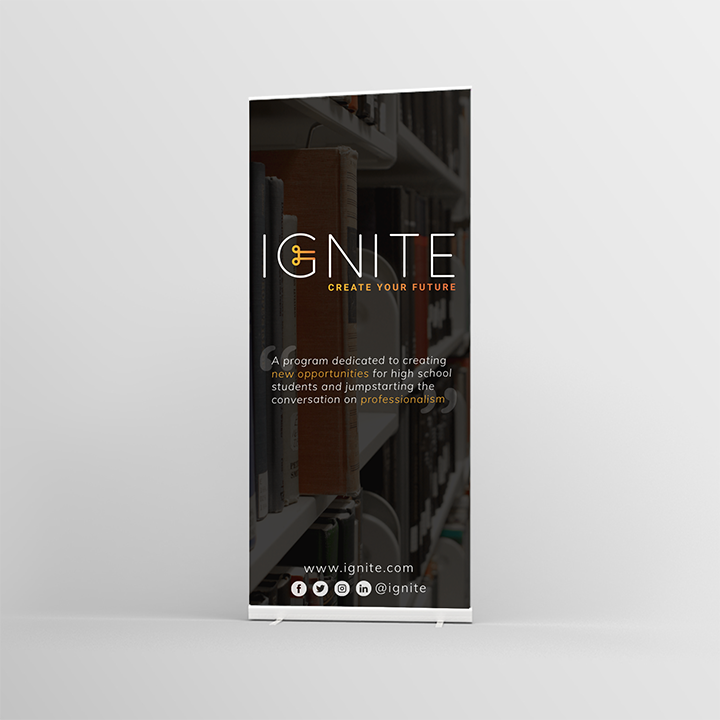 IGNITE
CREATE YOUR FUTURE
A program dedicated to creating
new opportunities for high school
students and jumpstarting the
conversation on professionalism
www.ignite.com
@ignite